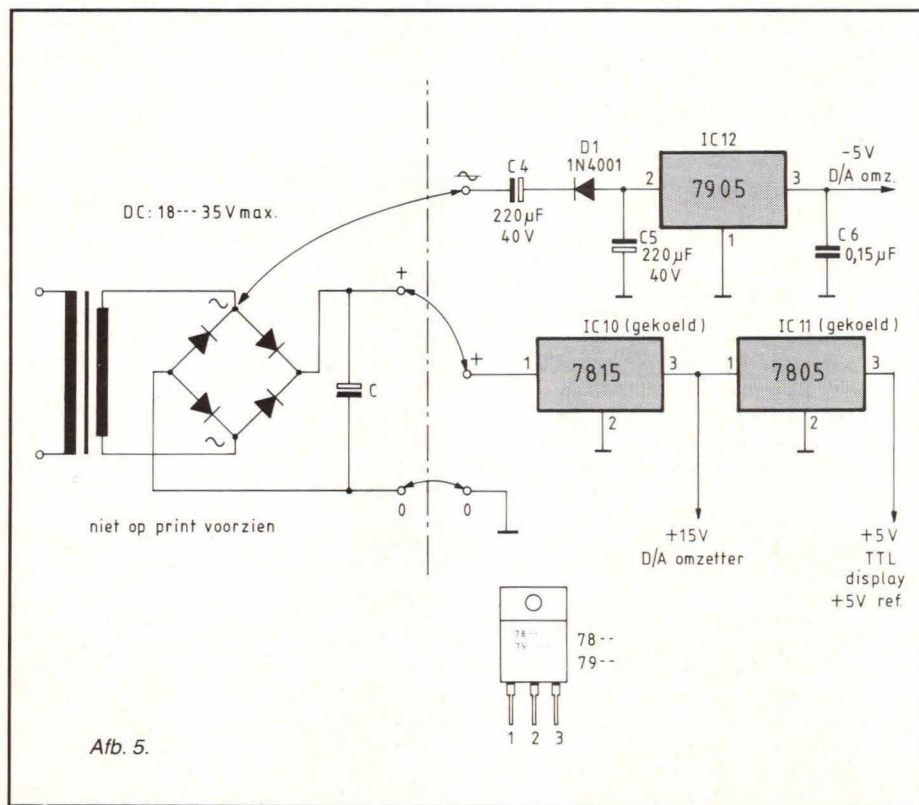 IC12
D1
1N4001
C4
220µF
40V
2
7905
3
-5V
D/A omz.
1
C5
220µF
40V
C6
0,15µF
DC: 18---35V max.
~
~
~
+
+
C
0
0
niet op print voorzien
IC10 (gekoeld)
1
7815
3
2
IC11 (gekoeld)
1
7805
3
2
+15V
D/A omzetter
+5V
TTL
display
+5V ref.
78--
79--
78--
79--
1 2 3
Afb. 5.